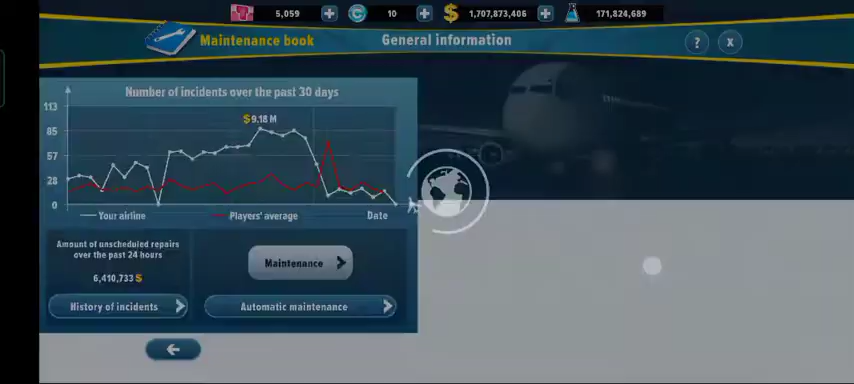 5,059 10 1,707,873,406 171,824,689
Maintenance book General information ? X
Number of incidents over the past 30 days
$9.18 M
113
85
57
28
0
Your airline Players' average Date
Amount of unscheduled repairs
over the past 24 hours
6,410,733 $
Maintenance
History of incidents Automatic maintenance